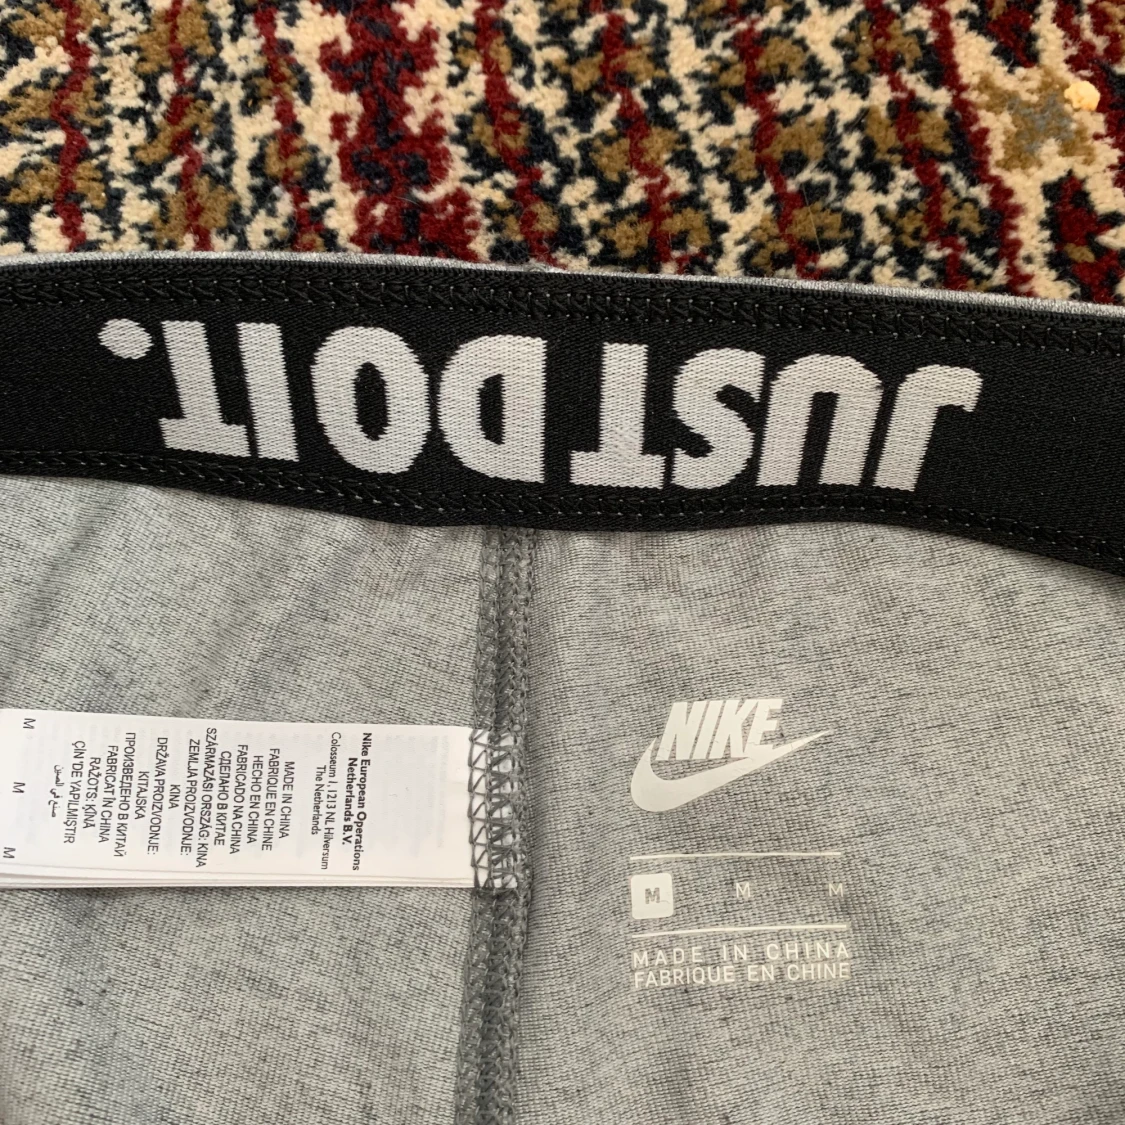 JUST DO IT.
NIKE
M M M
MADE IN CHINA
FABRIQUE EN CHINE
Nike European Operations
Netherlands B.V.
Colosseum 1, 1213 NL Hilversum
The Netherlands
MADE IN CHINA
FABRIQUE EN CHINE
HECHO EN CHINA
FABRICADO NA CHINA
СДЕЛАНО В КИТАЕ
SZÁRMAZÁSI ORSZÁG: KÍNA
ZEMLJA PROIZVODNJE:
KINA
DRŽAVA PROIZVODNJE:
KITAJSKA
ПРОИЗВЕДЕНО В КИТАЙ
FABRICAT ÎN CHINA
RAŽOTS: ĶĪNĀ
ÇİN'DE YAPILMIŞTIR
صنع في الصين
M M M